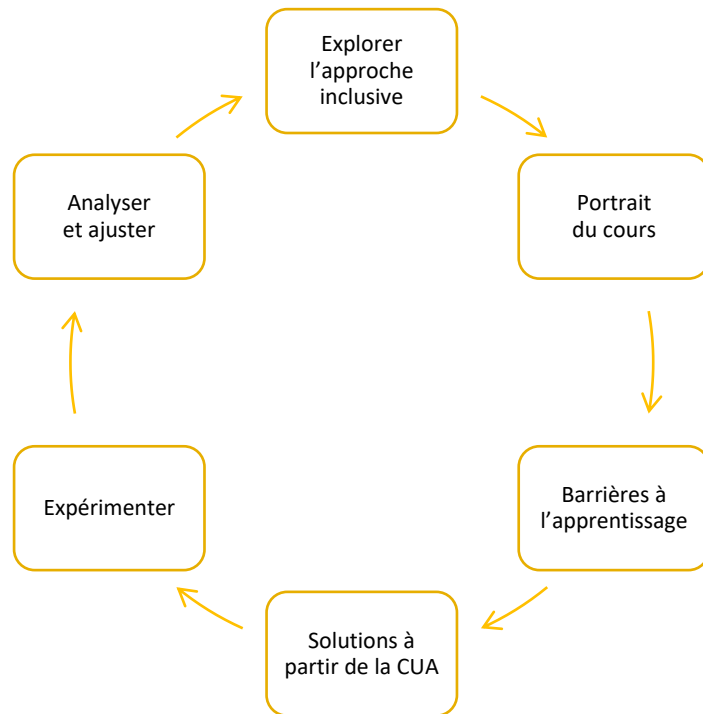 Explorer
l’approche
inclusive
Portrait
du cours
Barrières à
l’apprentissage
Solutions à
partir de la CUA
Expérimenter
Analyser
et ajuster